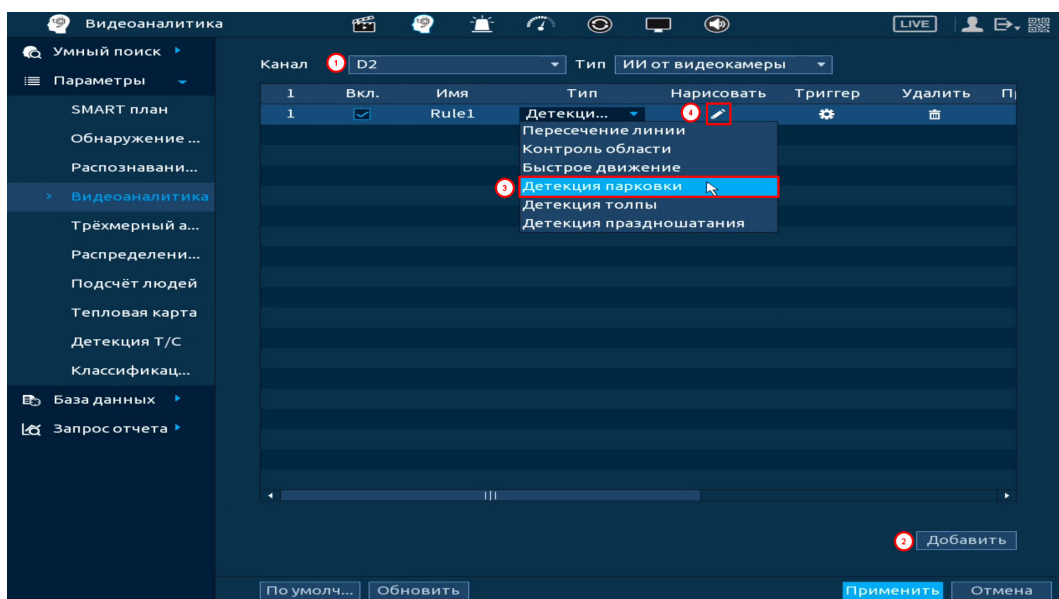 Видеоаналитика
LIVE
Умный поиск
Параметры
SMART план
Обнаружение ...
Распознавани...
> Видеоаналитика
Трёхмерный а...
Распределени...
Подсчёт людей
Тепловая карта
Детекция Т/С
Классификац...
База данных
Запрос отчета
Канал 1 D2 Тип ИИ от видеокамеры
1 Вкл. Имя Тип Нарисовать Триггер Удалить
1 Rule1 Детекци... 4
Пересечение линии
Контроль области
Быстрое движение
3 Детекция парковки
Детекция толпы
Детекция праздношатания
2 Добавить
По умолч... Обновить Применить Отмена